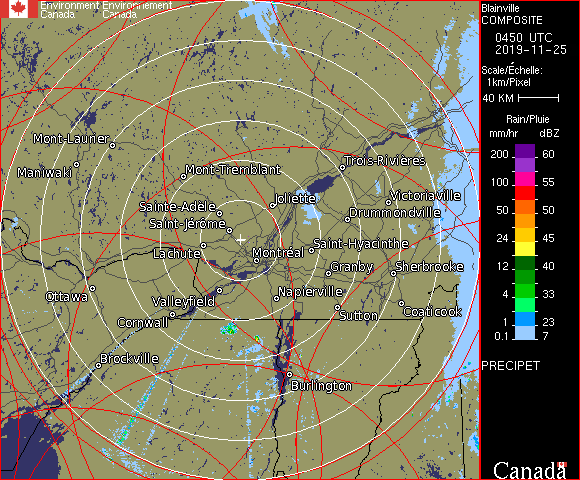 Environment Environnement
Canada Canada
Blainville
COMPOSITE
0450 UTC
2019-11-25
Scale/Échelle:
1km/Pixel
40 KM
Rain/Pluie
mm/hr dBZ
200 60
100 55
50 50
24 45
12 40
4 33
1 23
0.1 7
PRECIPET
Canada
Mont-Laurier
Maniwaki
Mont-Tremblant
Trois-Rivières
Joliette
Victoriaville
Sainte-Adèle
Drummondville
Saint-Jérôme
Saint-Hyacinthe
Lachute
Montréal
Granby
Sherbrooke
Ottawa
Valleyfield
Napierville
Cornwall
Sutton
Coaticook
Brockville
Burlington